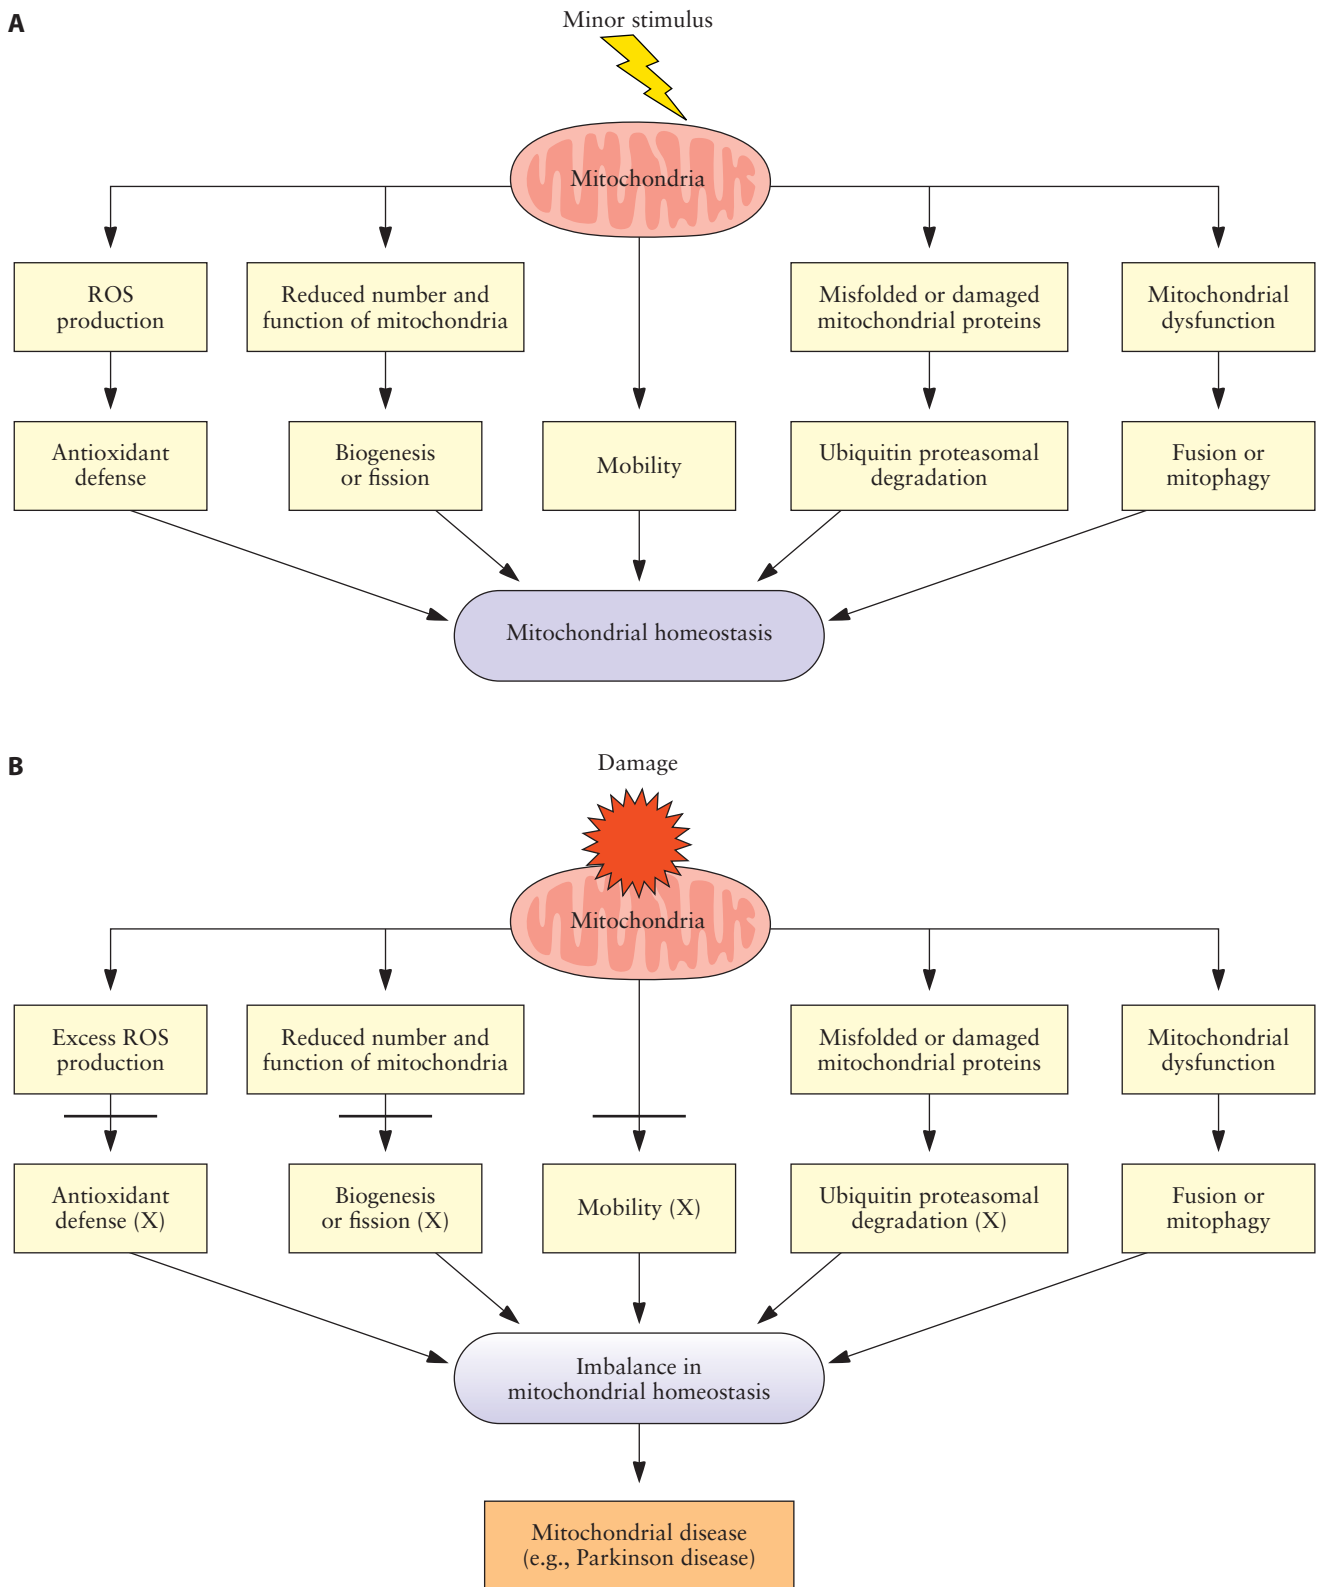 A
Minor stimulus
Mitochondria
ROS
production
Reduced number and
function of mitochondria
Misfolded or damaged
mitochondrial proteins
Mitochondrial
dysfunction
Antioxidant
defense
Biogenesis
or fission
Mobility
Ubiquitin proteasomal
degradation
Fusion or
mitophagy
Mitochondrial homeostasis
B
Damage
Mitochondria
Excess ROS
production
Reduced number and
function of mitochondria
Misfolded or damaged
mitochondrial proteins
Mitochondrial
dysfunction
Antioxidant
defense (X)
Biogenesis
or fission (X)
Mobility (X)
Ubiquitin proteasomal
degradation (X)
Fusion or
mitophagy
Imbalance in
mitochondrial homeostasis
Mitochondrial disease
(e.g., Parkinson disease)